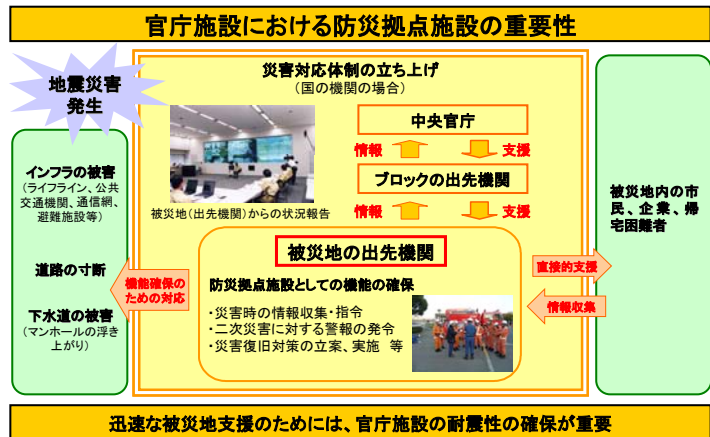 官庁施設における防災拠点施設の重要性
地震災害
発生
災害対応体制の立ち上げ
(国の機関の場合)
中央官庁
情報
支援
ブロックの出先機関
情報
支援
被災地(出先機関)からの状況報告
インフラの被害
(ライフライン、公共
交通機関、通信網、
避難施設等)
道路の寸断
下水道の被害
(マンホールの浮き
上がり)
機能確保の
ための対応
被災地の出先機関
防災拠点施設としての機能の確保
・災害時の情報収集・指令
・二次災害に対する警報の発令
・災害復旧対策の立案、実施 等
直接的支援
情報収集
被災地内の市
民、企業、帰
宅困難者
迅速な被災地支援のためには、官庁施設の耐震性の確保が重要